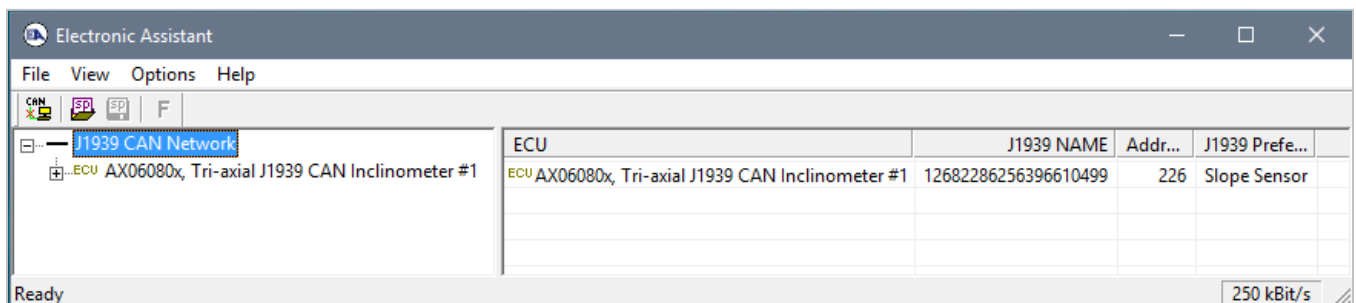 Electronic Assistant
File View Options Help
CAN SP SP F
J1939 CAN Network
ECU AX06080x, Tri-axial J1939 CAN Inclinometer #1
ECU J1939 NAME Addr... J1939 Prefe...
ECU AX06080x, Tri-axial J1939 CAN Inclinometer #1 12682286256396610499 226 Slope Sensor
Ready 250 kBit/s